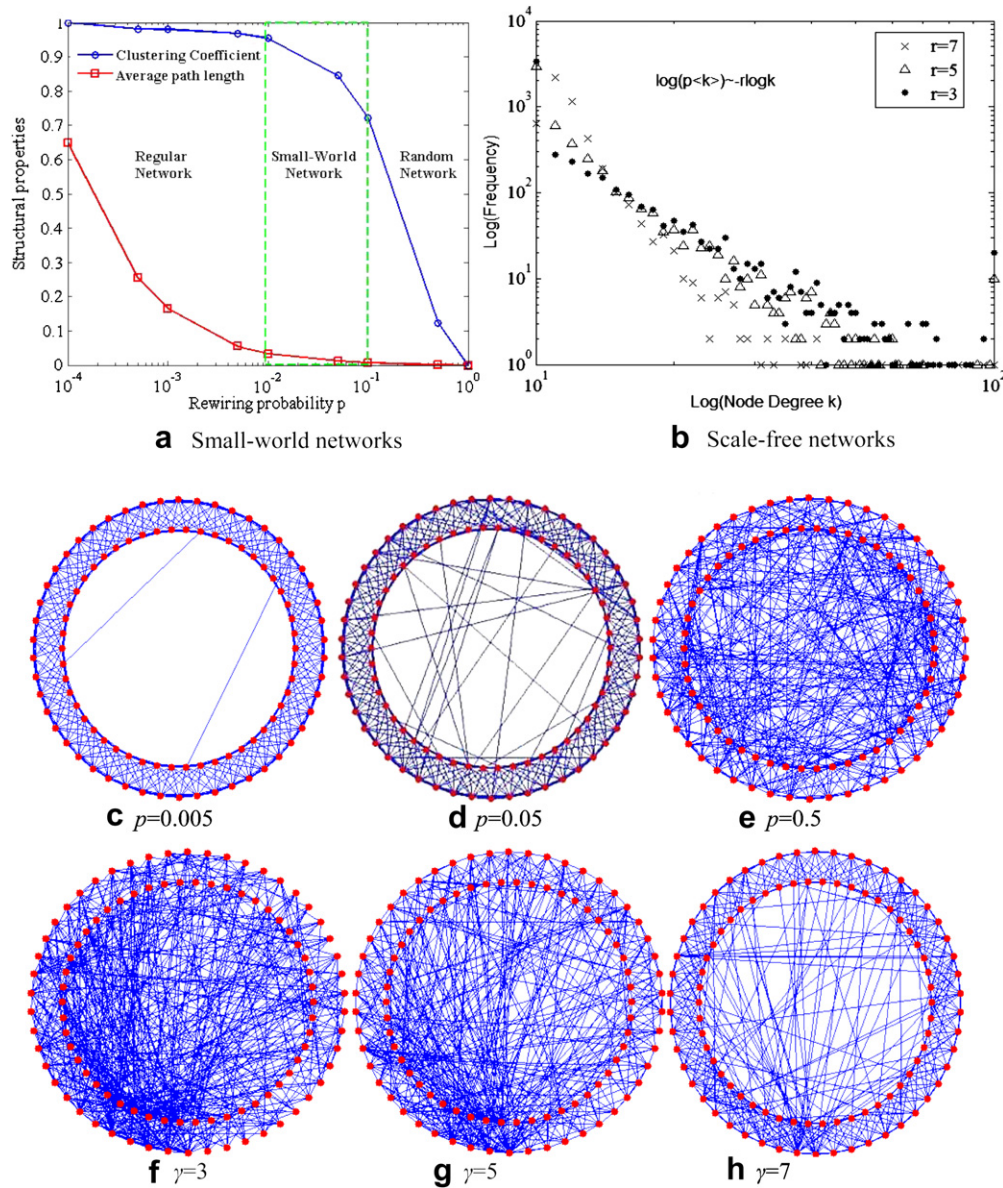 1
0.9
0.8
0.7
0.6
0.5
0.4
0.3
0.2
0.1
0
Structural properties
Clustering Coefficient
Average path length
Regular Network
Small-World Network
Random Network
10^-4
10^-3
10^-2
10^-1
10^0
Rewiring probability p
a Small-world networks
10^4
10^3
10^2
10^1
10^0
Log(Frequency)
log(p<k>)~-rlogk
r=7
r=5
r=3
10^1
10^2
Log(Node Degree k)
b Scale-free networks
c p=0.005
d p=0.05
e p=0.5
f γ=3
g γ=5
h γ=7